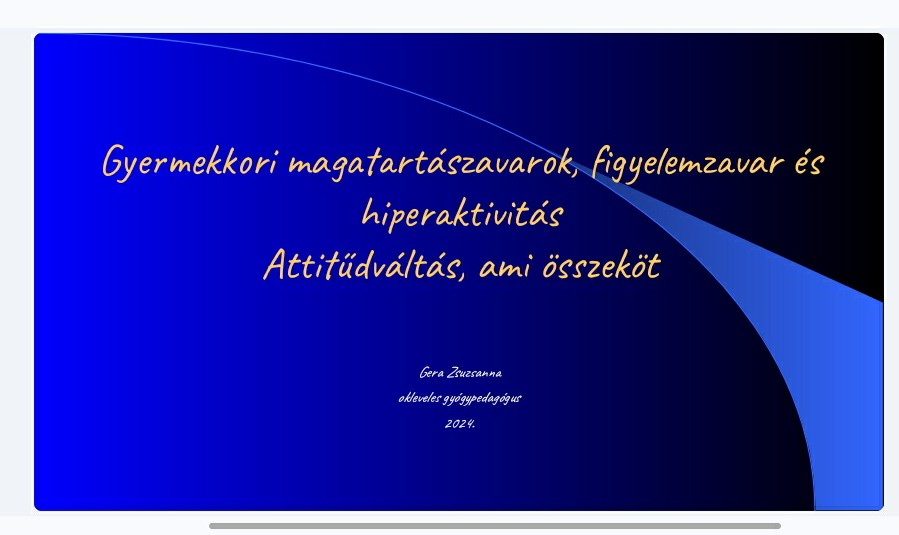 Gyermekkori magatartászavarok, figyelemzavar és
hiperaktivitás
Attitűdváltás, ami összeköt
Gera Zsuzsanna
okleveles gyógypedagógus
2024.